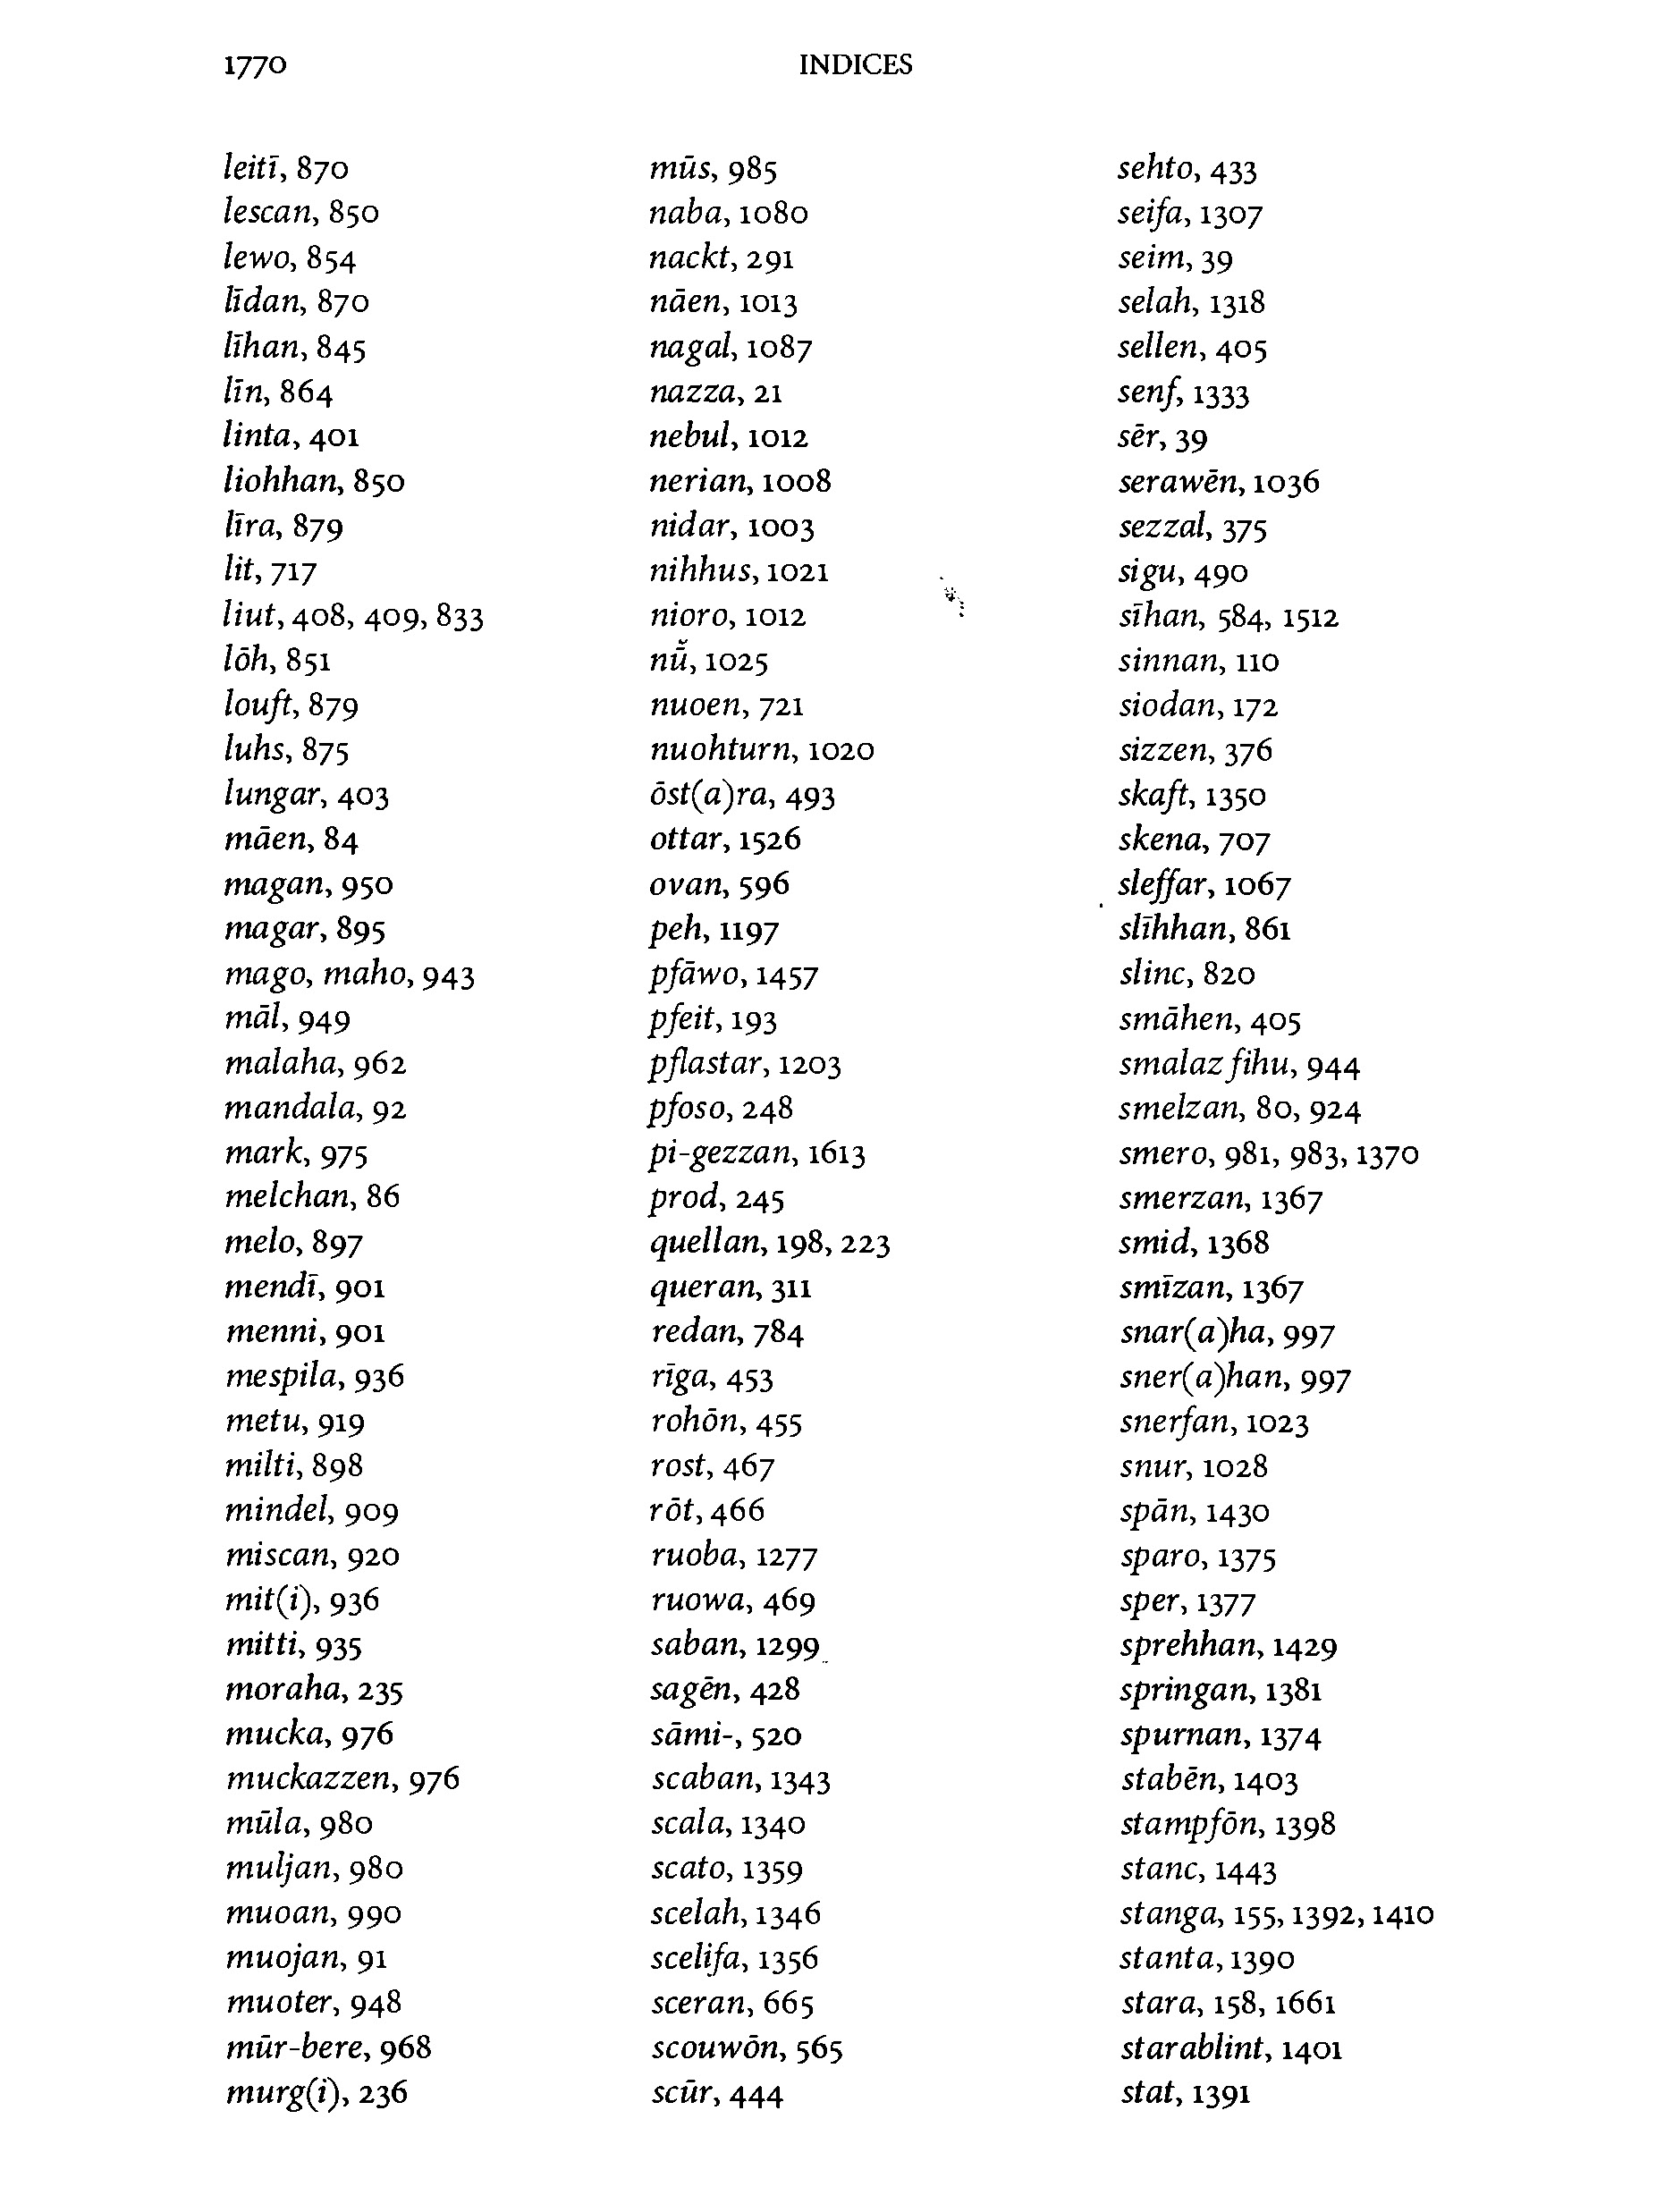 1770
INDICES
leitī, 870
lescan, 850
lewo, 854
līdan, 870
līhan, 845
līn, 864
linta, 401
liohhan, 850
līra, 879
lit, 717
liut, 408, 409, 833
lōh, 851
louft, 879
luhs, 875
lungar, 403
māen, 84
magan, 950
magar, 895
mago, maho, 943
māl, 949
malaha, 962
mandala, 92
mark, 975
melchan, 86
melo, 897
mendī, 901
menni, 901
mespila, 936
metu, 919
milti, 898
mindel, 909
miscan, 920
mit(i), 936
mitti, 935
moraha, 235
mucka, 976
muckazzen, 976
mūla, 980
muljan, 980
muoan, 990
muojan, 91
muoter, 948
mūr-bere, 968
murg(i), 236
mūs, 985
naba, 1080
nackt, 291
nāen, 1013
nagal, 1087
nazza, 21
nebul, 1012
nerian, 1008
nidar, 1003
nihhus, 1021
nioro, 1012
nū̆, 1025
nuoen, 721
nuohturn, 1020
ōst(a)ra, 493
ottar, 1526
ovan, 596
peh, 1197
pfāwo, 1457
pfeit, 193
pflastar, 1203
pfoso, 248
pi-gezzan, 1613
prod, 245
quellan, 198, 223
queran, 311
redan, 784
rīga, 453
rohōn, 455
rost, 467
rōt, 466
ruoba, 1277
ruowa, 469
saban, 1299
sagēn, 428
sāmi-, 520
scaban, 1343
scala, 1340
scato, 1359
scelah, 1346
scelifa, 1356
sceran, 665
scouwōn, 565
scūr, 444
sehto, 433
seifa, 1307
seim, 39
selah, 1318
sellen, 405
senf, 1333
sēr, 39
serawēn, 1036
sezzal, 375
sigu, 490
sīhan, 584, 1512
sinnan, 110
siodan, 172
sizzen, 376
skaft, 1350
skena, 707
sleffar, 1067
slīhhan, 861
slinc, 820
smāhen, 405
smalaz fihu, 944
smelzan, 80, 924
smero, 981, 983, 1370
smerzan, 1367
smid, 1368
smīzan, 1367
snar(a)ha, 997
sner(a)han, 997
snerfan, 1023
snur, 1028
spān, 1430
sparo, 1375
sper, 1377
sprehhan, 1429
springan, 1381
spurnan, 1374
stabēn, 1403
stampfōn, 1398
stanc, 1443
stanga, 155, 1392, 1410
stanta, 1390
stara, 158, 1661
starablint, 1401
stat, 1391